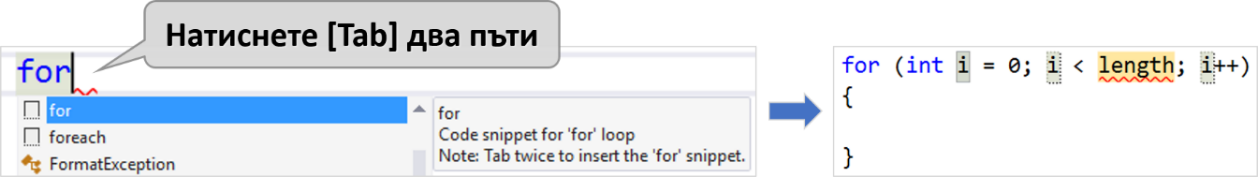 Натиснете [Tab] два пъти
for
for
foreach
FormatException
for
Code snippet for 'for' loop
Note: Tab twice to insert the 'for' snippet.
for (int i = 0; i < length; i++)
{
}